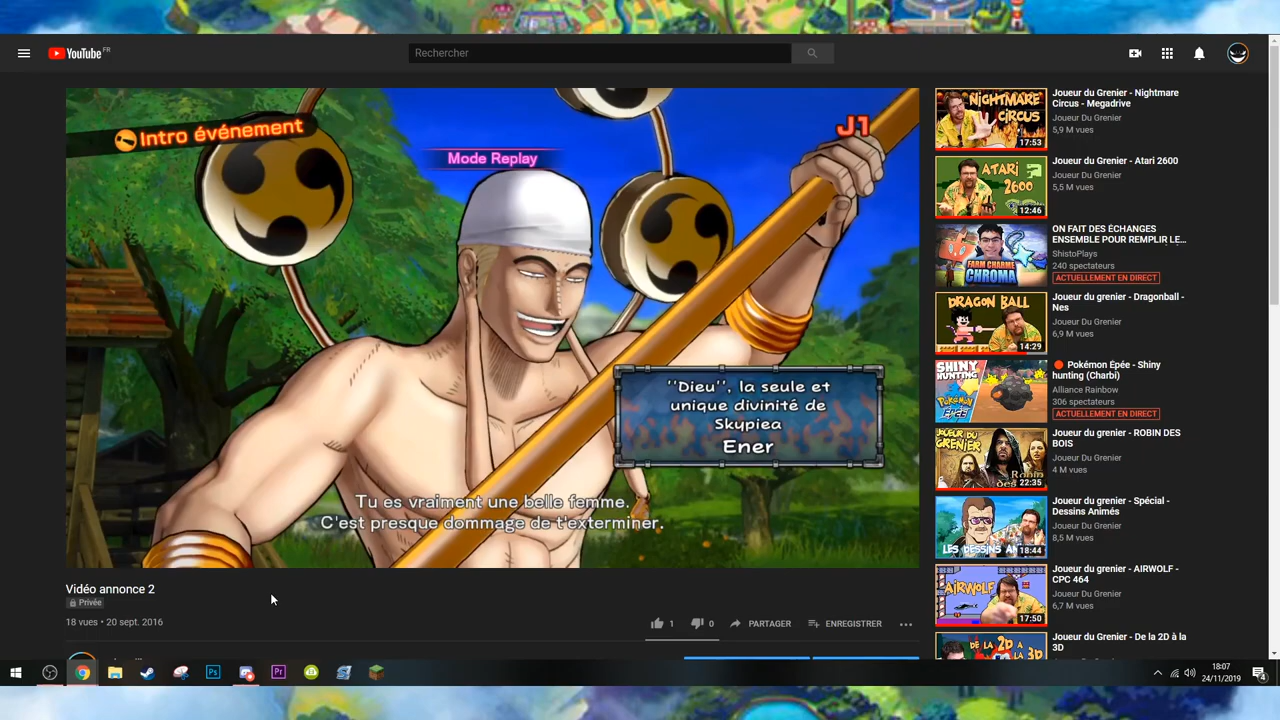 YouTube FR
Rechercher
Intro événement
Mode Replay
J1
''Dieu'', la seule et
unique divinité de
Skypiea
Ener
Tu es vraiment une belle femme.
C'est presque dommage de t'exterminer.
Vidéo annonce 2
Privée
18 vues • 20 sept. 2016
1
0
PARTAGER
ENREGISTRER
NIGHTMARE
CIRCUS
17:53
Joueur du Grenier - Nightmare
Circus - Megadrive
Joueur Du Grenier
5,9 M vues
ATARI
2600
12:46
Joueur du Grenier - Atari 2600
Joueur Du Grenier
5,5 M vues
FARM CHARME
CHROMA
ON FAIT DES ÉCHANGES
ENSEMBLE POUR REMPLIR LE...
ShistoPlays
240 spectateurs
ACTUELLEMENT EN DIRECT
DRAGON BALL
14:29
Joueur du grenier - Dragonball -
Nes
Joueur Du Grenier
6,9 M vues
SHINY
HUNTING
POKÉMON
ÉPÉE
Pokémon Épée - Shiny
hunting (Charbi)
Alliance Rainbow
306 spectateurs
ACTUELLEMENT EN DIRECT
JOUEUR DU
GRENIER
Robin
des
22:35
Joueur du grenier - ROBIN DES
BOIS
Joueur Du Grenier
4 M vues
LES DESSINS AN
18:44
Joueur du grenier - Spécial -
Dessins Animés
Joueur Du Grenier
8,5 M vues
AIRWOLF
17:50
Joueur du grenier - AIRWOLF -
CPC 464
Joueur Du Grenier
6,7 M vues
DE LA 2D A
LA 3D
Joueur du Grenier - De la 2D à la
3D
Ps
Pr
18:07
24/11/2019
4